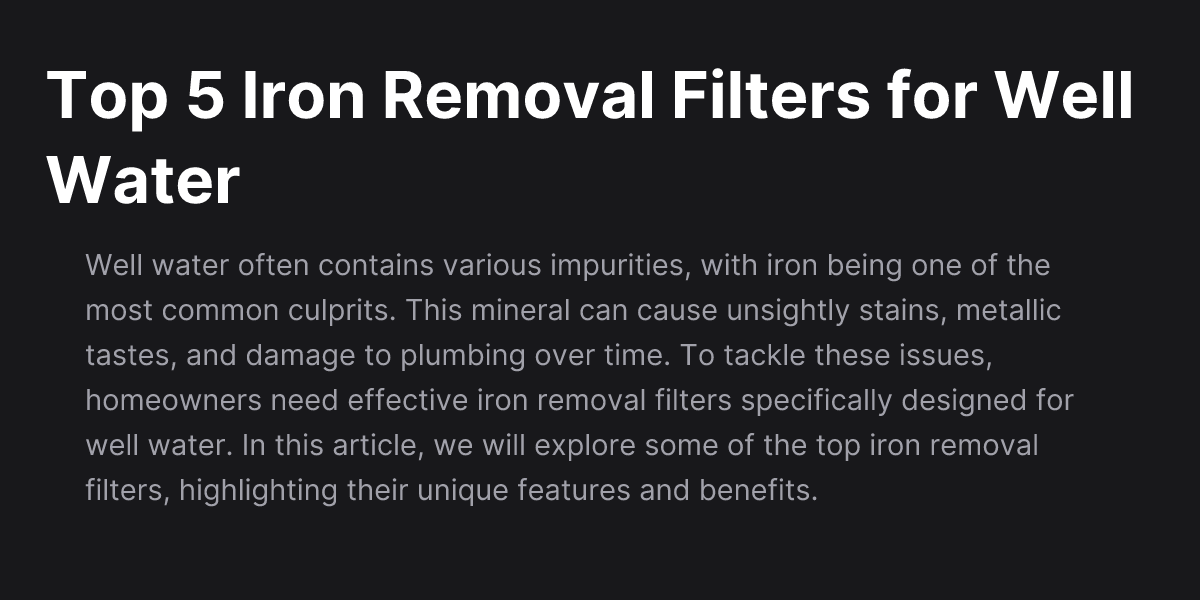 Top 5 Iron Removal Filters for Well
Water
Well water often contains various impurities, with iron being one of the
most common culprits. This mineral can cause unsightly stains, metallic
tastes, and damage to plumbing over time. To tackle these issues,
homeowners need effective iron removal filters specifically designed for
well water. In this article, we will explore some of the top iron removal
filters, highlighting their unique features and benefits.